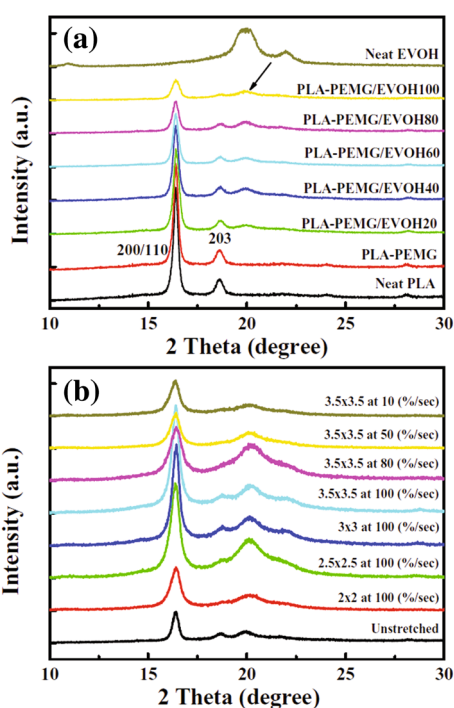 (a)
Neat EVOH
PLA-PEMG/EVOH100
PLA-PEMG/EVOH80
PLA-PEMG/EVOH60
PLA-PEMG/EVOH40
PLA-PEMG/EVOH20
200/110
203
PLA-PEMG
Neat PLA
Intensity (a.u.)
10 15 20 25 30
2 Theta (degree)
(b)
3.5x3.5 at 10 (%/sec)
3.5x3.5 at 50 (%/sec)
3.5x3.5 at 80 (%/sec)
3.5x3.5 at 100 (%/sec)
3x3 at 100 (%/sec)
2.5x2.5 at 100 (%/sec)
2x2 at 100 (%/sec)
Unstretched
Intensity (a.u.)
10 15 20 25 30
2 Theta (degree)